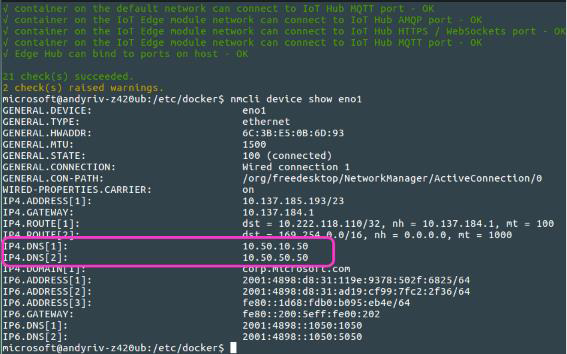 √ container on the default network can connect to IoT Hub MQTT port - OK
√ container on the IoT Edge module network can connect to IoT Hub AMQP port - OK
√ container on the IoT Edge module network can connect to IoT Hub HTTPS / WebSockets port - OK
√ container on the IoT Edge module network can connect to IoT Hub MQTT port - OK
√ Edge Hub can bind to ports on host - OK
21 check(s) succeeded.
2 check(s) raised warnings.
microsoft@andyriv-z420ub:/etc/docker$ nmcli device show eno1
GENERAL.DEVICE: eno1
GENERAL.TYPE: ethernet
GENERAL.HWADDR: 6C:3B:E5:0B:6D:93
GENERAL.MTU: 1500
GENERAL.STATE: 100 (connected)
GENERAL.CONNECTION: Wired connection 1
GENERAL.CON-PATH: /org/freedesktop/NetworkManager/ActiveConnection/0
WIRED-PROPERTIES.CARRIER: on
IP4.ADDRESS[1]: 10.137.185.193/23
IP4.GATEWAY: 10.137.184.1
IP4.ROUTE[1]: dst = 10.222.118.110/32, nh = 10.137.184.1, mt = 100
IP4.ROUTE[2]: dst = 169.254.0.0/16, nh = 0.0.0.0, mt = 1000
IP4.DNS[1]: 10.50.10.50
IP4.DNS[2]: 10.50.50.50
IP4.DOMAIN[1]: corp.microsoft.com
IP6.ADDRESS[1]: 2001:4898:d8:31:119e:9378:502f:6825/64
IP6.ADDRESS[2]: 2001:4898:d8:31:ad19:cf99:7fc2:2f36/64
IP6.ADDRESS[3]: fe80::1d68:fdb0:b095:eb4e/64
IP6.GATEWAY: fe80::200:5eff:fe00:202
IP6.DNS[1]: 2001:4898::1050:1050
IP6.DNS[2]: 2001:4898::1050:5050
microsoft@andyriv-z420ub:/etc/docker$